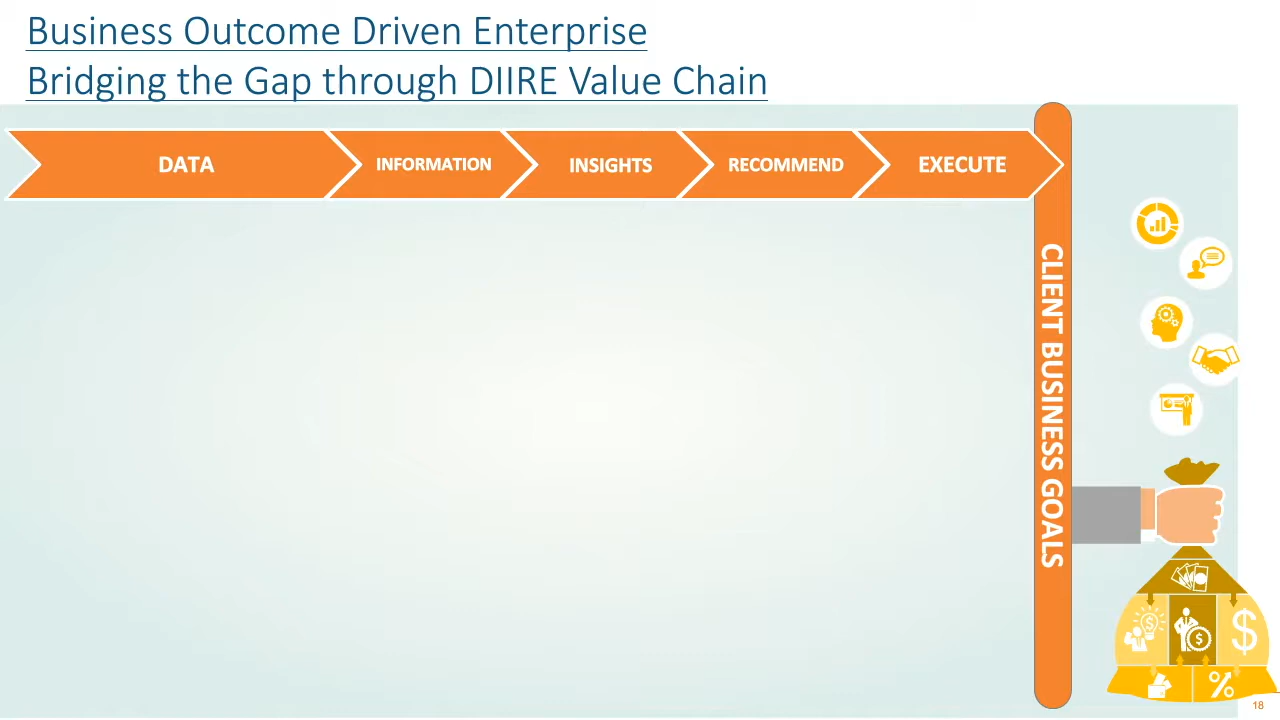 Business Outcome Driven Enterprise
Bridging the Gap through DIIRE Value Chain
DATA
INFORMATION
INSIGHTS
RECOMMEND
EXECUTE
CLIENT BUSINESS GOALS
$
$
$
%
18